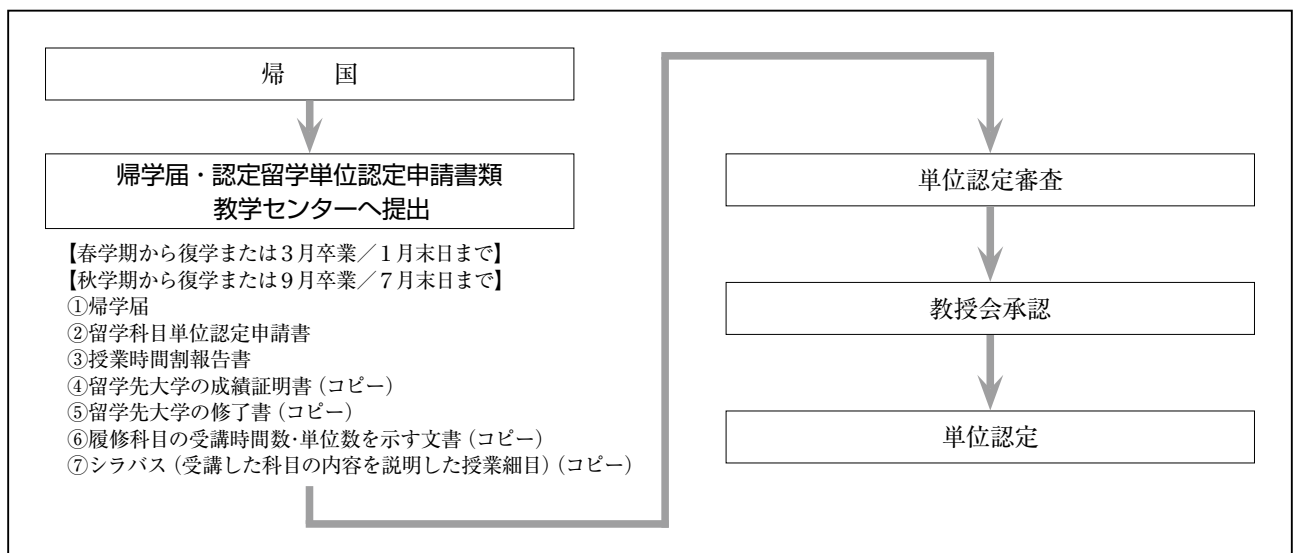 帰　　国
帰学届・認定留学単位認定申請書類
教学センターへ提出
【春学期から復学または３月卒業／１月末日まで】
【秋学期から復学または９月卒業／７月末日まで】
①帰学届
②留学科目単位認定申請書
③授業時間割報告書
④留学先大学の成績証明書（コピー）
⑤留学先大学の修了書（コピー）
⑥履修科目の受講時間数・単位数を示す文書（コピー）
⑦シラバス（受講した科目の内容を説明した授業細目）（コピー）
単位認定審査
教授会承認
単位認定